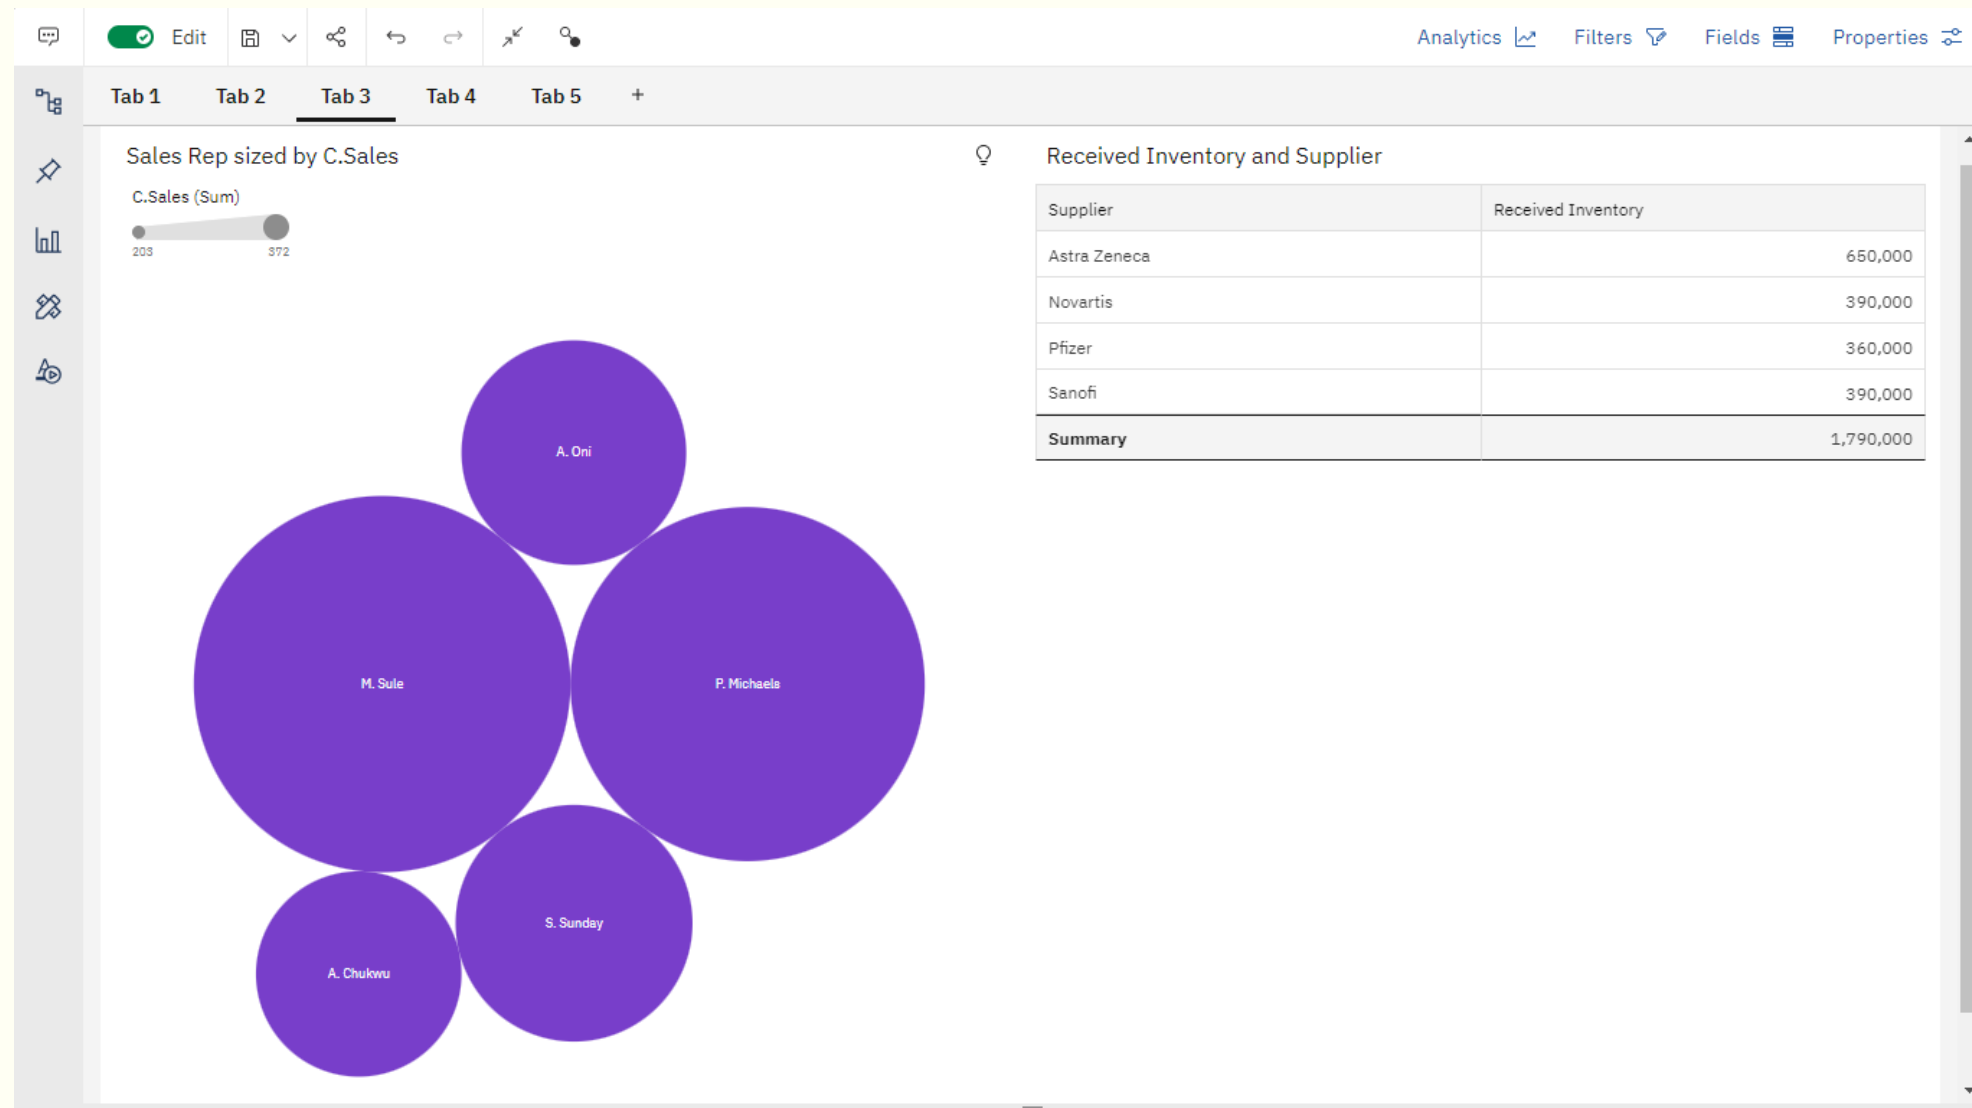 Edit
Analytics Filters Fields Properties
Tab 1 Tab 2 Tab 3 Tab 4 Tab 5 +
Sales Rep sized by C.Sales
C.Sales (Sum)
203 372
A. Oni
M. Sule
P. Michaels
S. Sunday
A. Chukwu
Received Inventory and Supplier
Supplier Received Inventory
Astra Zeneca 650,000
Novartis 390,000
Pfizer 360,000
Sanofi 390,000
Summary 1,790,000